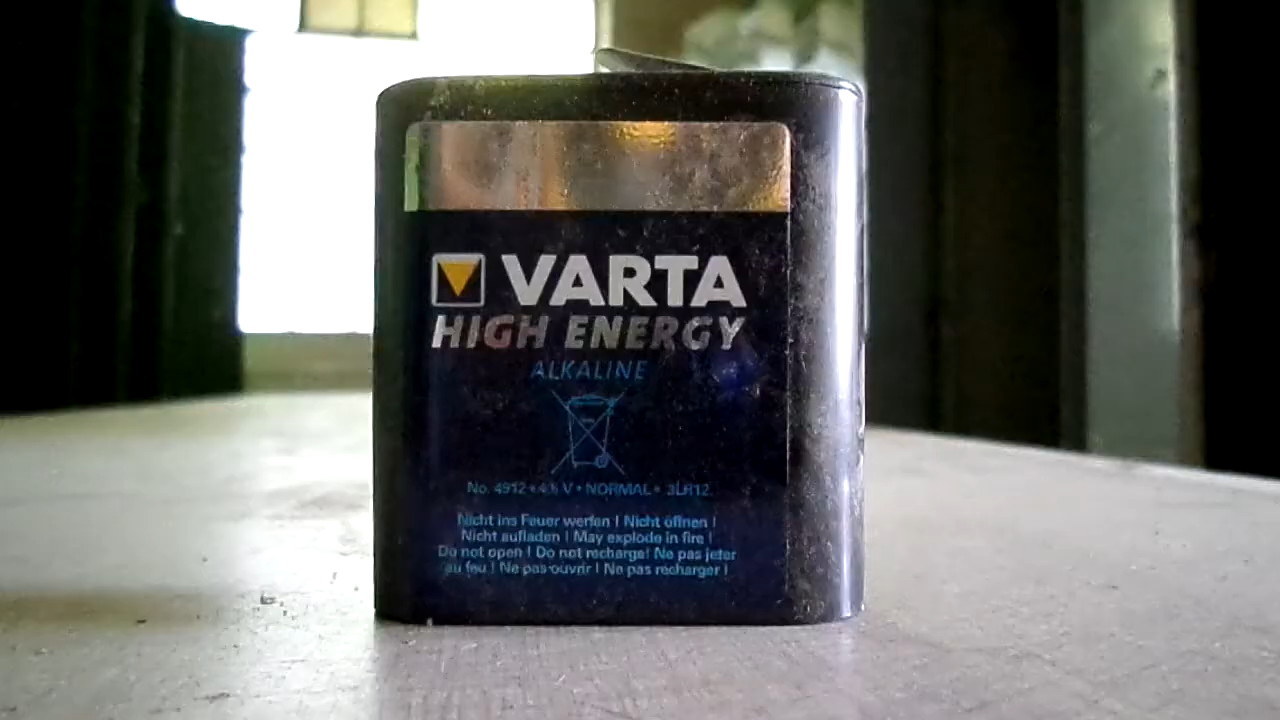 VARTA
HIGH ENERGY
ALKALINE
No. 4912 • 4.5 V • NORMAL • 3LR12
Nicht ins Feuer werfen ! Nicht öffnen !
Nicht aufladen ! May explode in fire !
Do not open ! Do not recharge! Ne pas jeter
au feu ! Ne pas ouvrir ! Ne pas recharger !